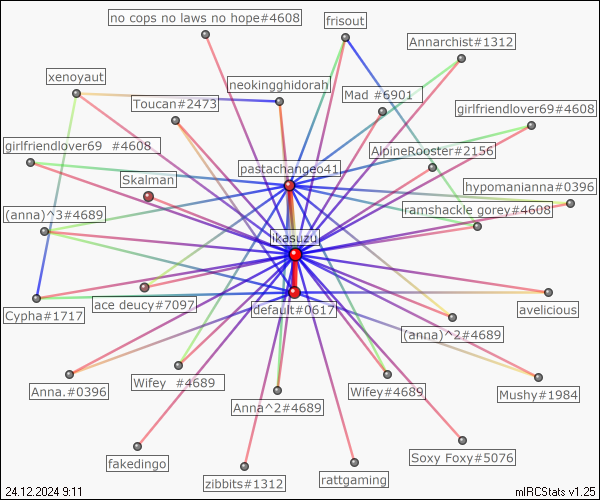 no cops no laws no hope#4608
frisout
Annarchist#1312
xenoyaut
neokingghidorah
Mad #6901
Toucan#2473
girlfriendlover69#4608
girlfriendlover69 #4608
AlpineRooster#2156
pastachangeo41
Skalman
hypomanianna#0396
(anna)^3#4689
ramshackle gorey#4608
ikasuzu
ace deucy#7097
default#0617
avelicious
Cypha#1717
(anna)^2#4689
Anna.#0396
Wifey #4689
Wifey#4689
Mushy#1984
Anna^2#4689
fakedingo
Soxy Foxy#5076
zibbits#1312
rattgaming
24.12.2024 9:11
mIRCStats v1.25